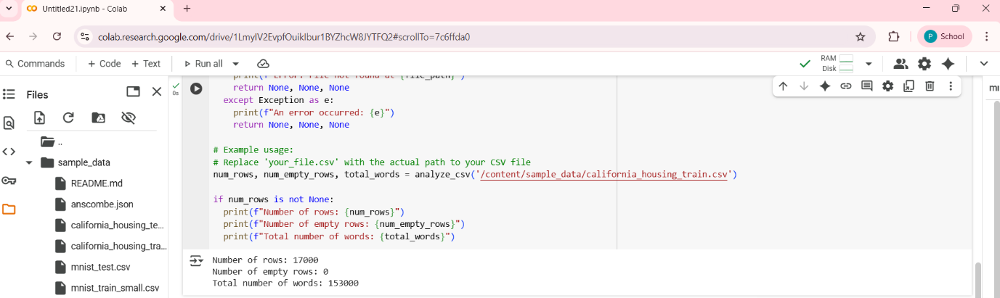 Untitled21.ipynb - Colab
colab.research.google.com/drive/1LmyIV2EvpfOuikIbur1BYZhcW8JYTFQ2#scrollTo=7c6ffda0
P School
Commands + Code + Text Run all
RAM
Disk
Files
..
sample_data
README.md
anscombe.json
california_housing_te...
california_housing_tra...
mnist_test.csv
mnist_train_small.csv
0s
print(f"Error: File not found at {file_path}")
return None, None, None
except Exception as e:
print(f"An error occurred: {e}")
return None, None, None
# Example usage:
# Replace 'your_file.csv' with the actual path to your CSV file
num_rows, num_empty_rows, total_words = analyze_csv('/content/sample_data/california_housing_train.csv')
if num_rows is not None:
print(f"Number of rows: {num_rows}")
print(f"Number of empty rows: {num_empty_rows}")
print(f"Total number of words: {total_words}")
Number of rows: 17000
Number of empty rows: 0
Total number of words: 153000